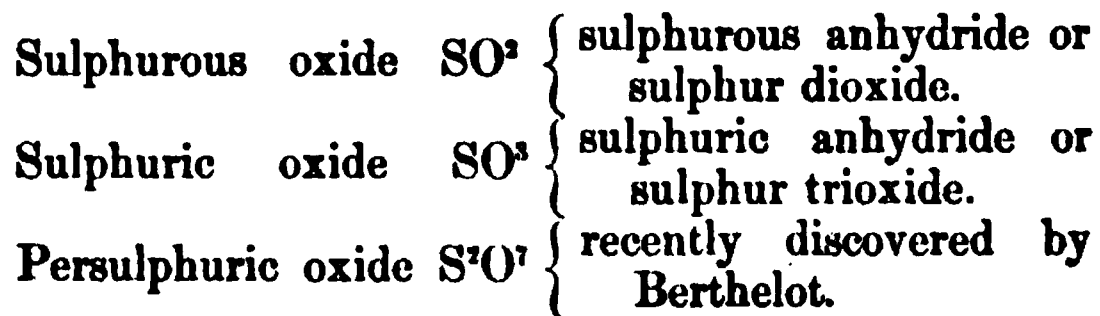 Sulphurous oxide SO² { sulphurous anhydride or
sulphur dioxide.
Sulphuric oxide SO³ { sulphuric anhydride or
sulphur trioxide.
Persulphuric oxide S²O⁷ { recently discovered by
Berthelot.